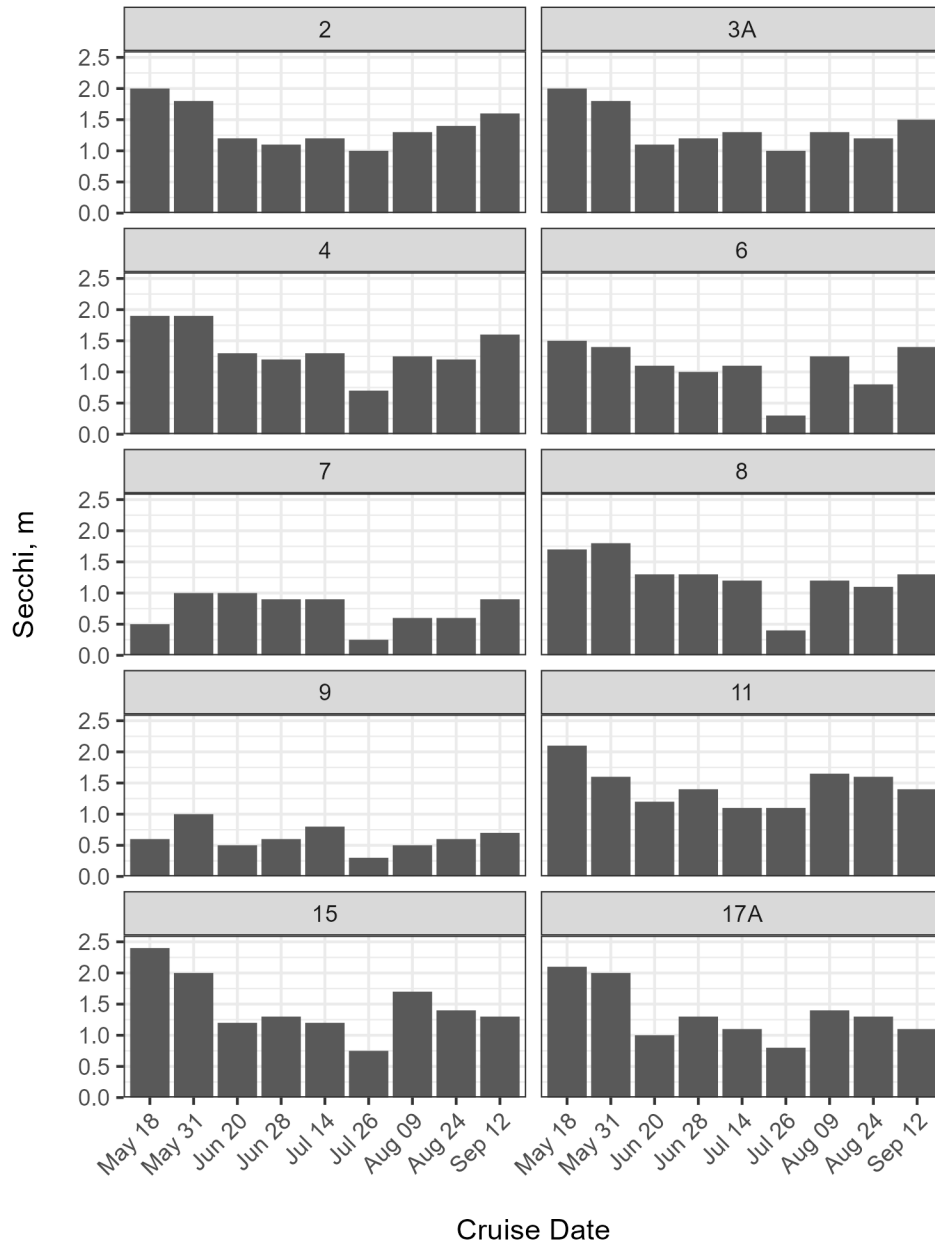 2
3A
2.5
2.0
1.5
1.0
0.5
0.0
4
6
2.5
2.0
1.5
1.0
0.5
0.0
7
8
2.5
2.0
1.5
1.0
0.5
0.0
Secchi, m
9
11
2.5
2.0
1.5
1.0
0.5
0.0
15
17A
2.5
2.0
1.5
1.0
0.5
0.0
May 18
May 31
Jun 20
Jun 28
Jul 14
Jul 26
Aug 09
Aug 24
Sep 12
May 18
May 31
Jun 20
Jun 28
Jul 14
Jul 26
Aug 09
Aug 24
Sep 12
Cruise Date